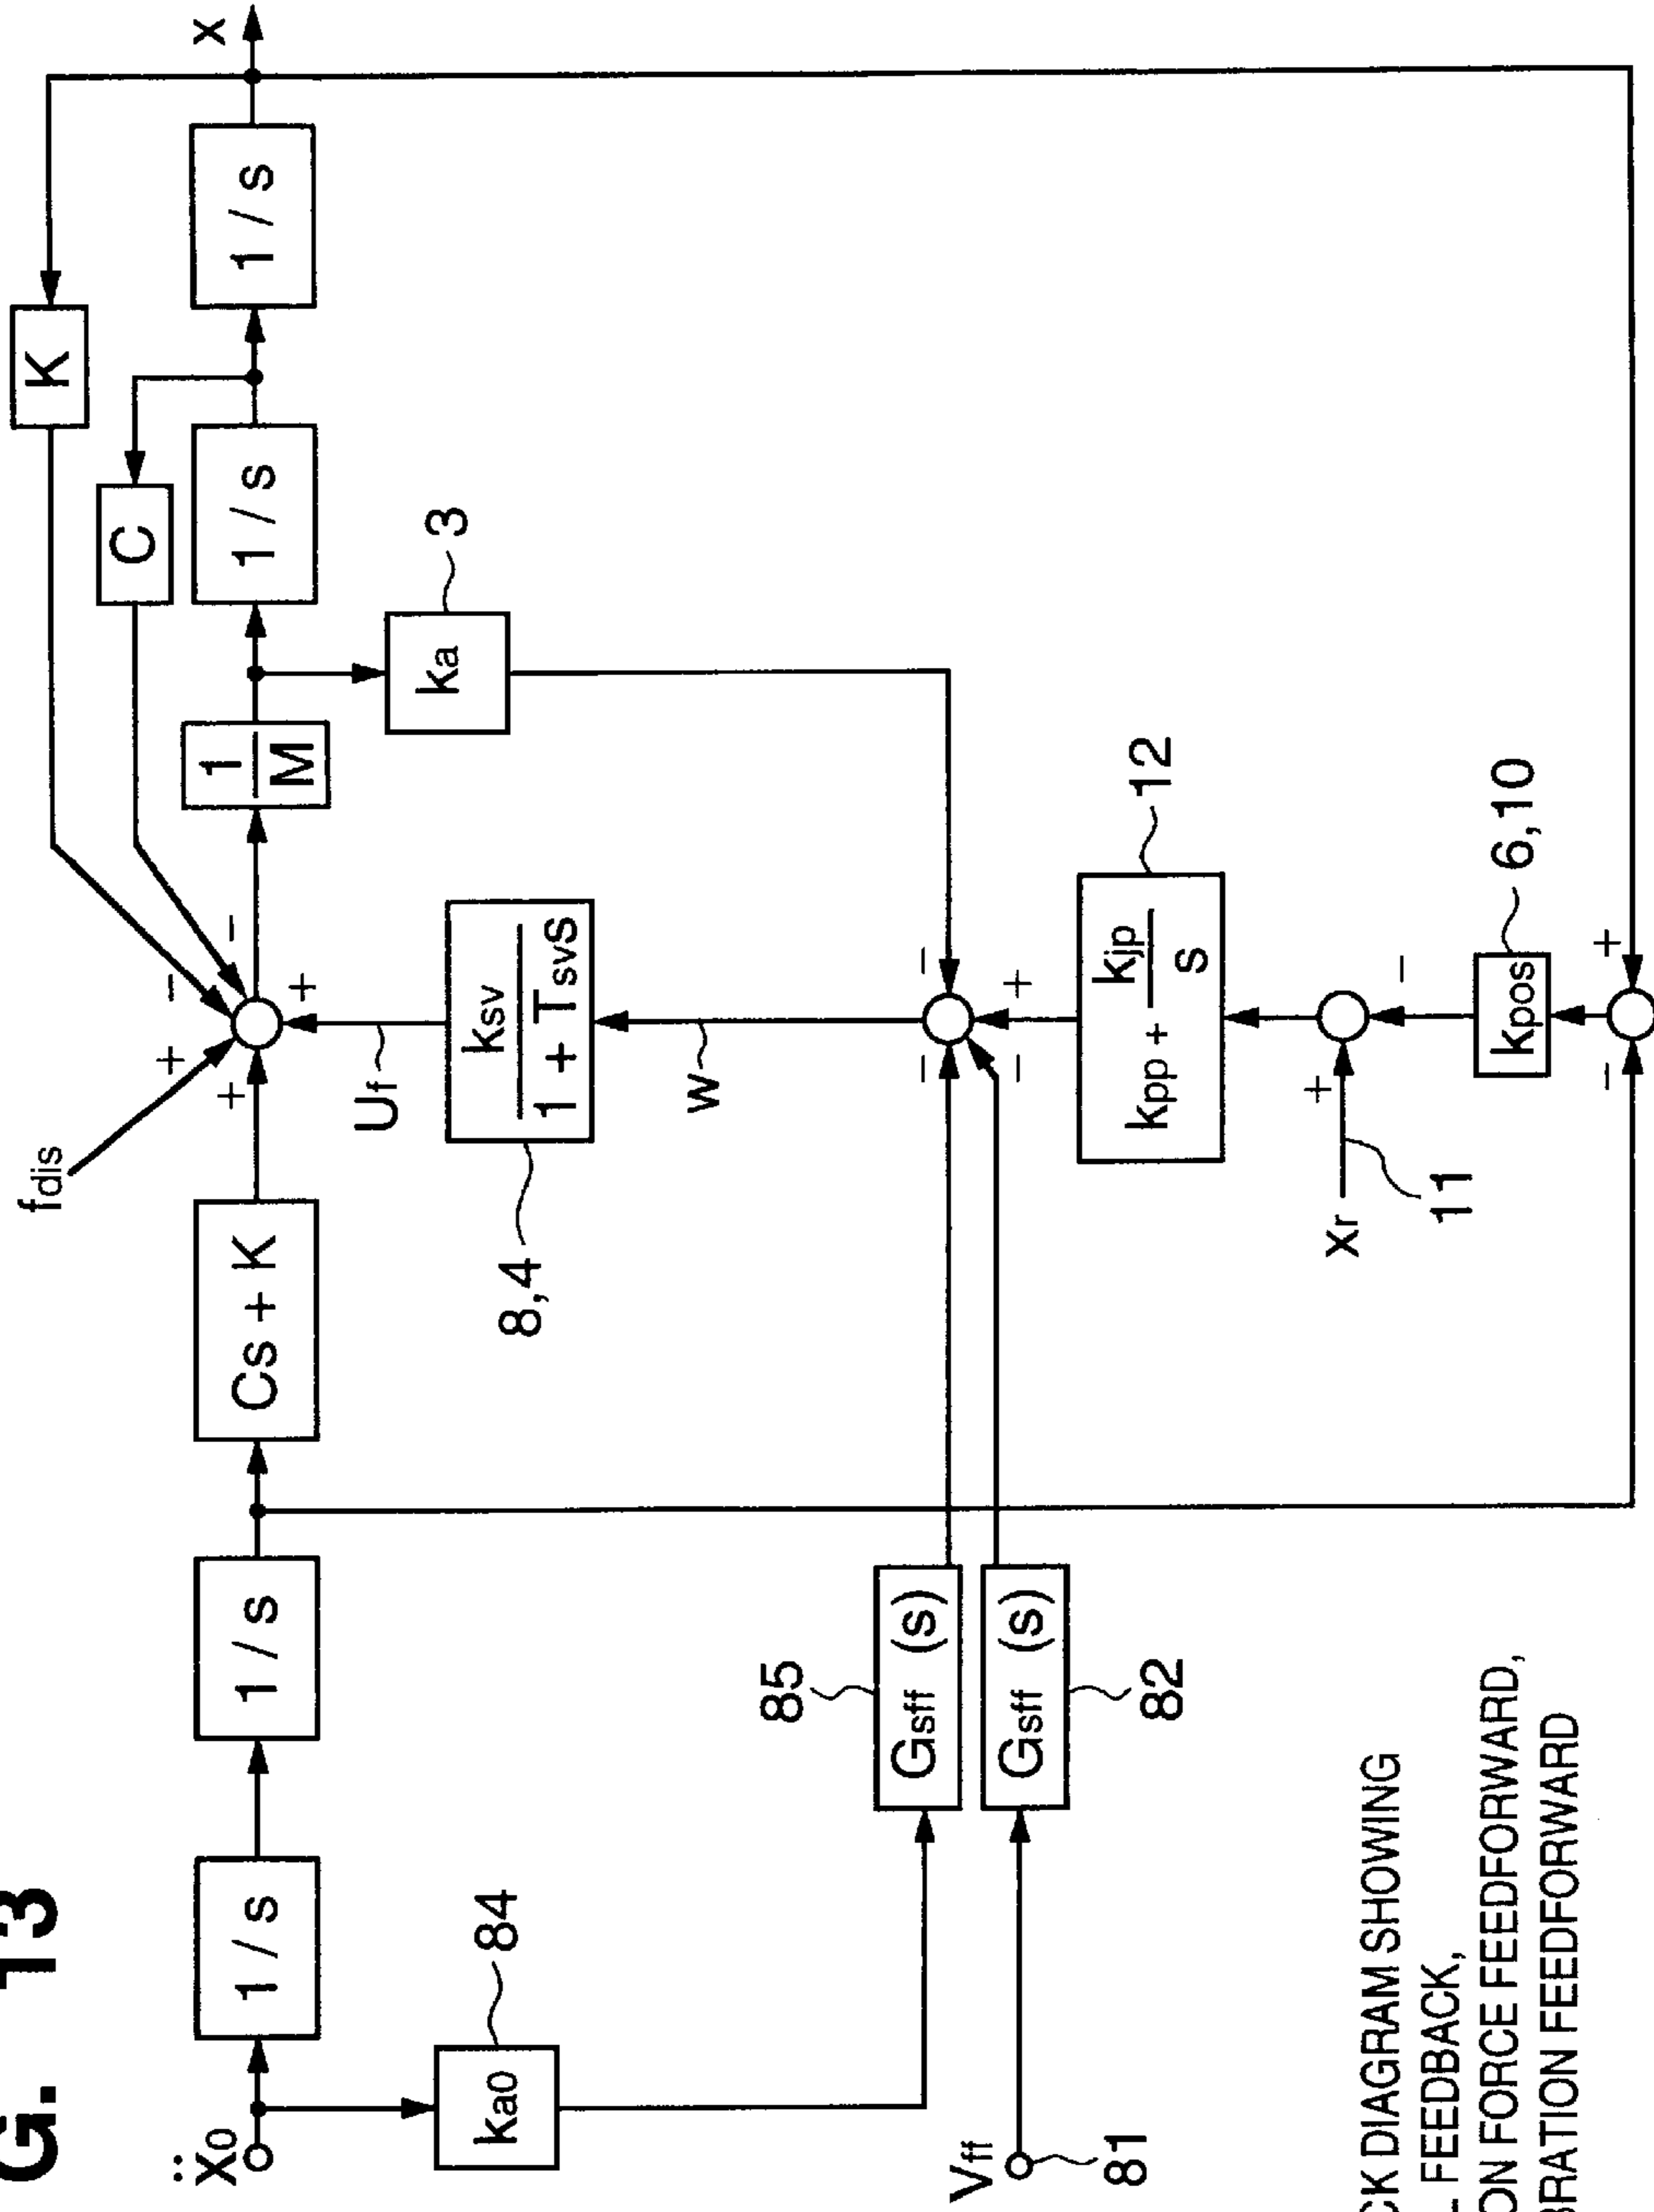 G. 13
ẍ0
1 / s
1 / s
Cs + K
fdis
+
+
−
−
+
1
M
1 / s
C
K
1 / s
x
ka0
84
Uf
ksv
1 + Tsvs
8,4
ka
3
w
85
Gsff (s)
Gsff (s)
82
Vff
81
−
−
−
+
kpp +
kjp
s
12
xr
11
+
−
kpos
6,10
−
+
CK DIAGRAM SHOWING
FEEDBACK,
ON FORCE FEEDFORWARD,
BRATION FEEDFORWARD